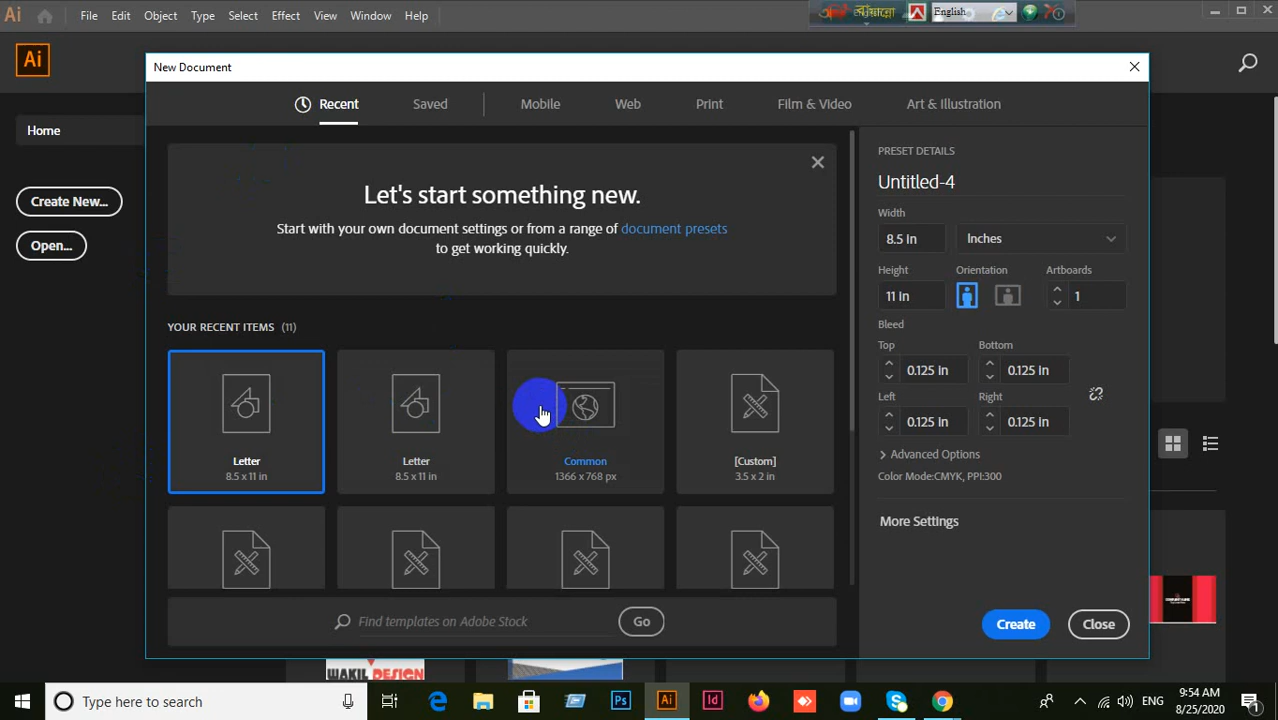 Ai File Edit Object Type Select Effect View Window Help
English
Ai
New Document
Recent Saved Mobile Web Print Film & Video Art & Illustration
Home
Create New...
Open...
Let's start something new.
Start with your own document settings or from a range of document presets
to get working quickly.
YOUR RECENT ITEMS (11)
Letter
8.5 x 11 in
Letter
8.5 x 11 in
Common
1366 x 768 px
[Custom]
3.5 x 2 in
Find templates on Adobe Stock Go
PRESET DETAILS
Untitled-4
Width
8.5 in Inches
Height Orientation Artboards
11 in 1
Bleed
Top Bottom
0.125 in 0.125 in
Left Right
0.125 in 0.125 in
Advanced Options
Color Mode:CMYK, PPI:300
More Settings
Create Close
WAKIL DESIGN
Type here to search
Ps Ai Id
ENG
9:54 AM
8/25/2020
1